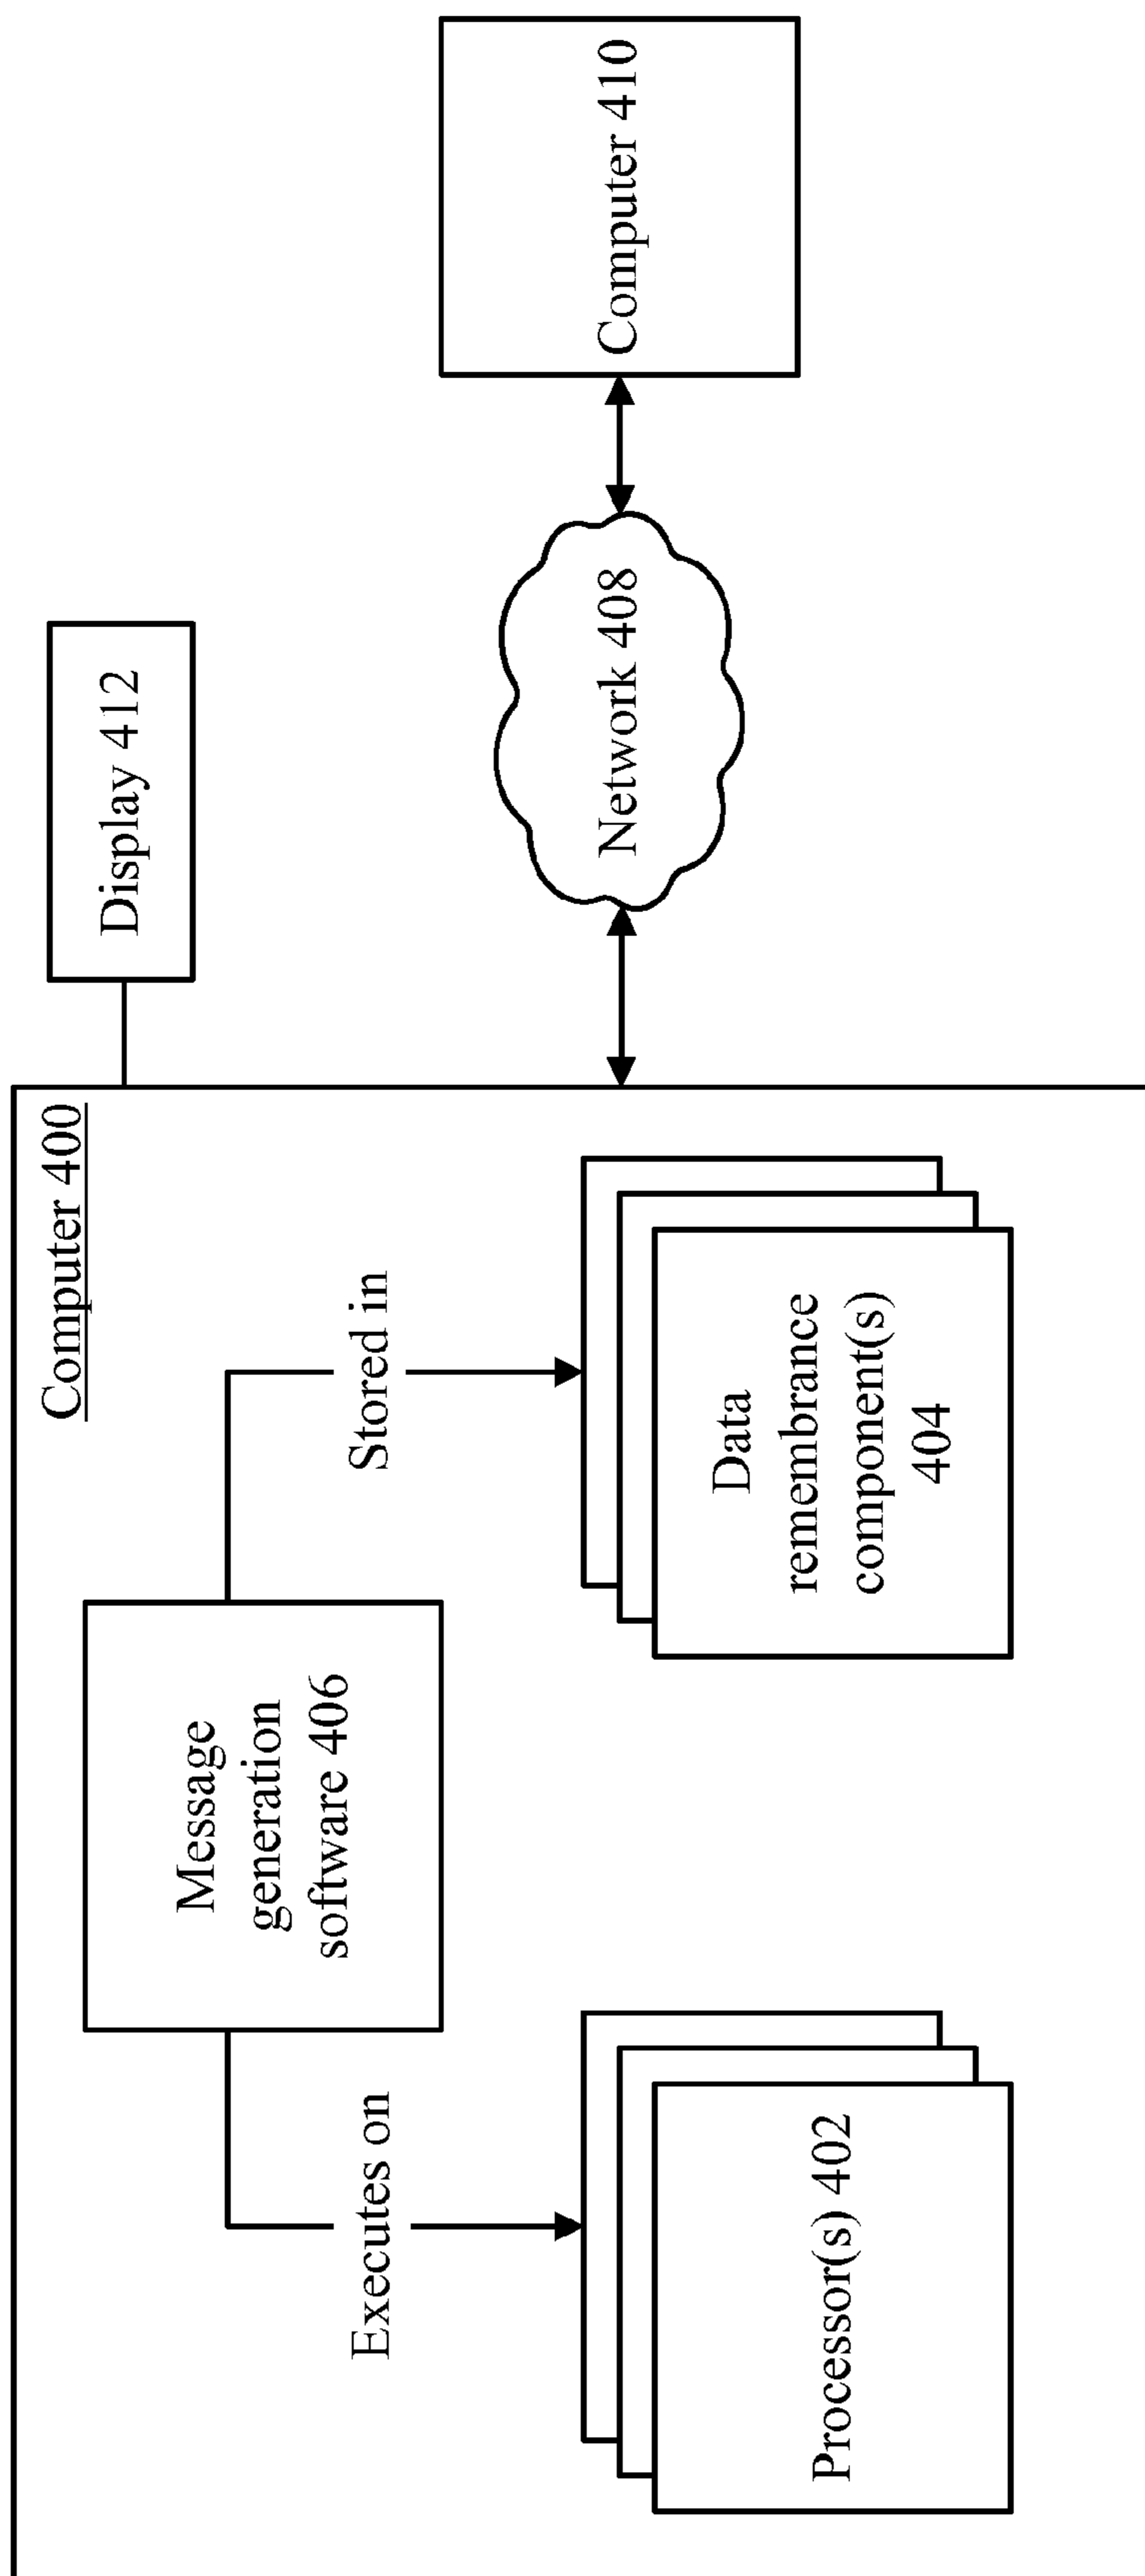 Computer 400
Display 412
Message
generation
software 406
Executes on
Stored in
Processor(s) 402
Data
remembrance
component(s)
404
Network 408
Computer 410